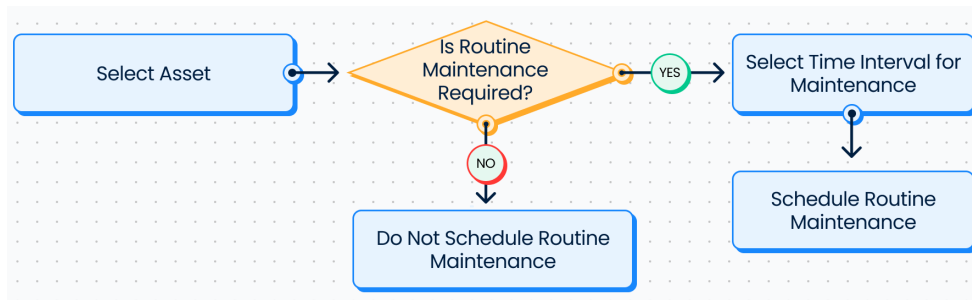 Select Asset
Is Routine
Maintenance
Required?
YES
Select Time Interval for
Maintenance
NO
Schedule Routine
Maintenance
Do Not Schedule Routine
Maintenance